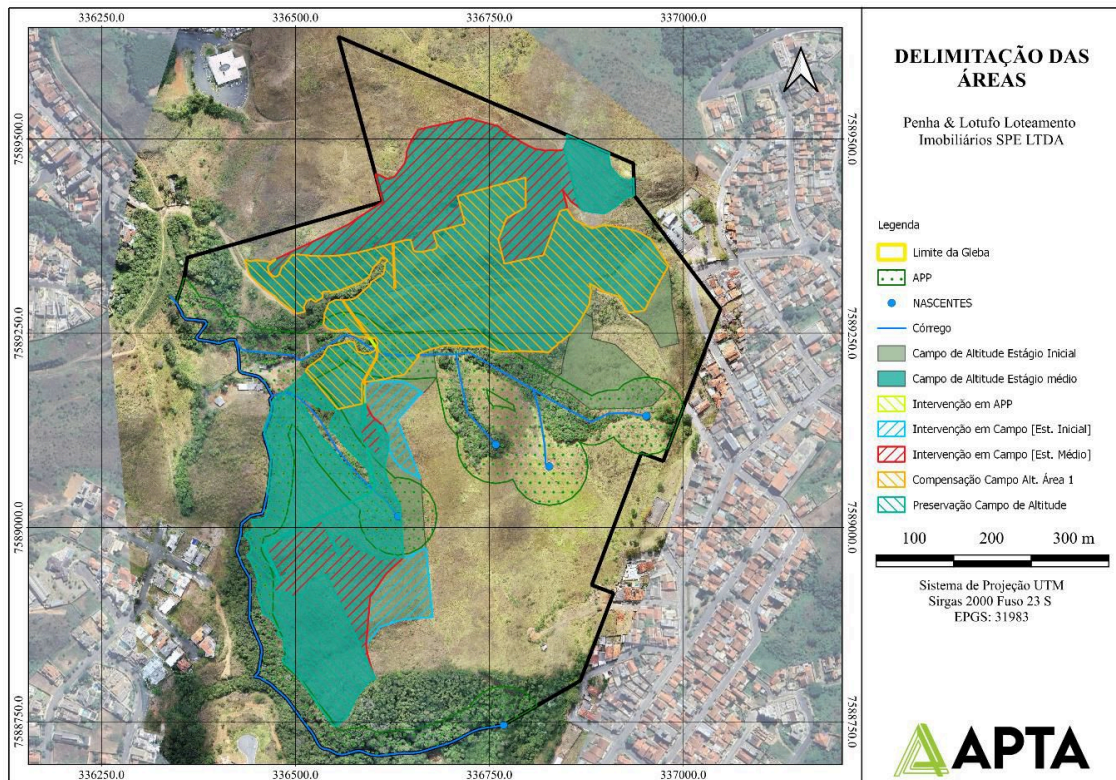 336250.0
336500.0
336750.0
337000.0
7589500.0
7589500.0
7589250.0
7589250.0
7589000.0
7589000.0
7588750.0
7588750.0
336250.0
336500.0
336750.0
337000.0
DELIMITAÇÃO DAS
ÁREAS
Penha & Lotufo Loteamento
Imobiliários SPE LTDA
Legenda
Limite da Gleba
APP
NASCENTES
Córrego
Campo de Altitude Estágio Inicial
Campo de Altitude Estágio médio
Intervenção em APP
Intervenção em Campo [Est. Inicial]
Intervenção em Campo [Est. Médio]
Compensação Campo Alt. Área 1
Preservação Campo de Altitude
100 200 300 m
Sistema de Projeção UTM
Sirgas 2000 Fuso 23 S
EPGS: 31983
APTA